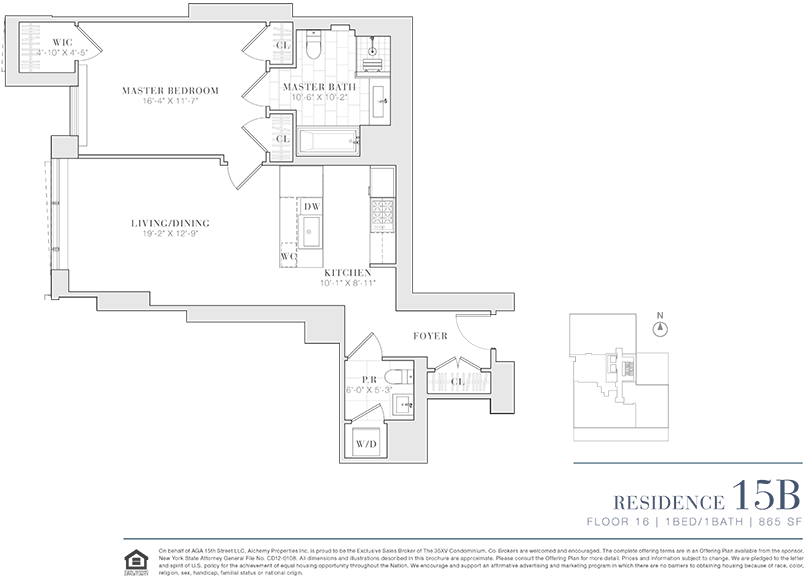 WIC
4'-10" X 4'-5"
CL
MASTER BEDROOM
16'-4" X 11'-7"
MASTER BATH
10'-6" X 10'-2"
CL
DW
LIVING/DINING
19'-2" X 12'-9"
WC
KITCHEN
10'-1" X 8'-11"
FOYER
N
P.R
6'-0" X 5'-3"
CL
W/D
RESIDENCE 15B
FLOOR 16 | 1BED/1BATH | 865 SF
On behalf of AGA 15th Street LLC, Alchemy Properties Inc. is proud to be the Exclusive Sales Broker of The 35XV Condominium. Co-Brokers are welcomed and encouraged. The complete offering terms are in an Offering Plan available from the sponsor.
New York State Attorney General File No. CD12-0108. All dimensions and illustrations described in this brochure are approximate. Please consult the Offering Plan for more detail. Prices and information subject to change. We are pledged to the letter
and spirit of U.S. policy for the achievement of equal housing opportunity throughout the Nation. We encourage and support an affirmative advertising and marketing program in which there are no barriers to obtaining housing because of race, color,
religion, sex, handicap, familial status or national origin.
EQUAL HOUSING
OPPORTUNITY